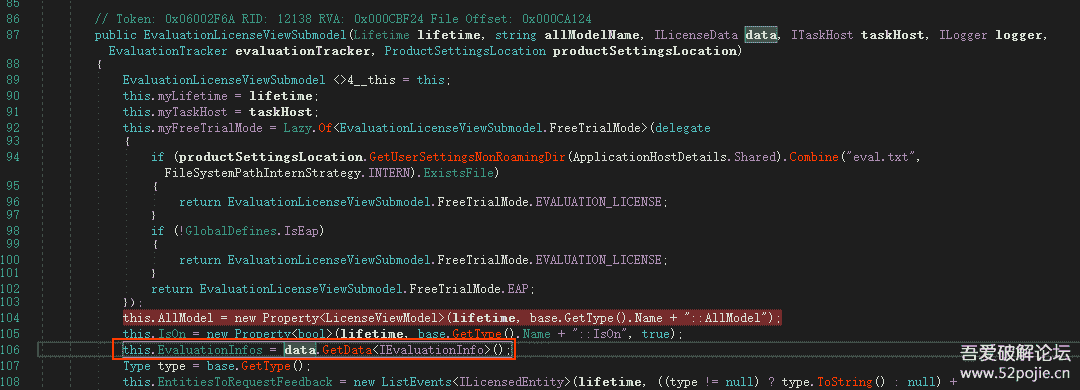 85
86 // Token: 0x06002F6A RID: 12138 RVA: 0x000CBF24 File Offset: 0x000CA124
87 public EvaluationLicenseViewSubmodel(Lifetime lifetime, string allModelName, ILicenseData data, ITaskHost taskHost, ILogger logger,
EvaluationTracker evaluationTracker, ProductSettingsLocation productSettingsLocation)
88 {
89 EvaluationLicenseViewSubmodel <>4__this = this;
90 this.myLifetime = lifetime;
91 this.myTaskHost = taskHost;
92 this.myFreeTrialMode = Lazy.Of<EvaluationLicenseViewSubmodel.FreeTrialMode>(delegate
93 {
94 if (productSettingsLocation.GetUserSettingsNonRoamingDir(ApplicationHostDetails.Shared).Combine("eval.txt",
FileSystemPathInternStrategy.INTERN).ExistsFile)
95 {
96 return EvaluationLicenseViewSubmodel.FreeTrialMode.EVALUATION_LICENSE;
97 }
98 if (!GlobalDefines.IsEap)
99 {
100 return EvaluationLicenseViewSubmodel.FreeTrialMode.EVALUATION_LICENSE;
101 }
102 return EvaluationLicenseViewSubmodel.FreeTrialMode.EAP;
103 });
104 this.AllModel = new Property<LicenseViewModel>(lifetime, base.GetType().Name + "::AllModel");
105 this.IsOn = new Property<bool>(lifetime, base.GetType().Name + "::IsOn", true);
106 this.EvaluationInfos = data.GetData<IEvaluationInfo>();
107 Type type = base.GetType();
108 this.EntitiesToRequestFeedback = new ListEvents<ILicensedEntity>(lifetime, ((type != null) ? type.ToString() : null) +
吾爱破解论坛
www.52pojie.cn